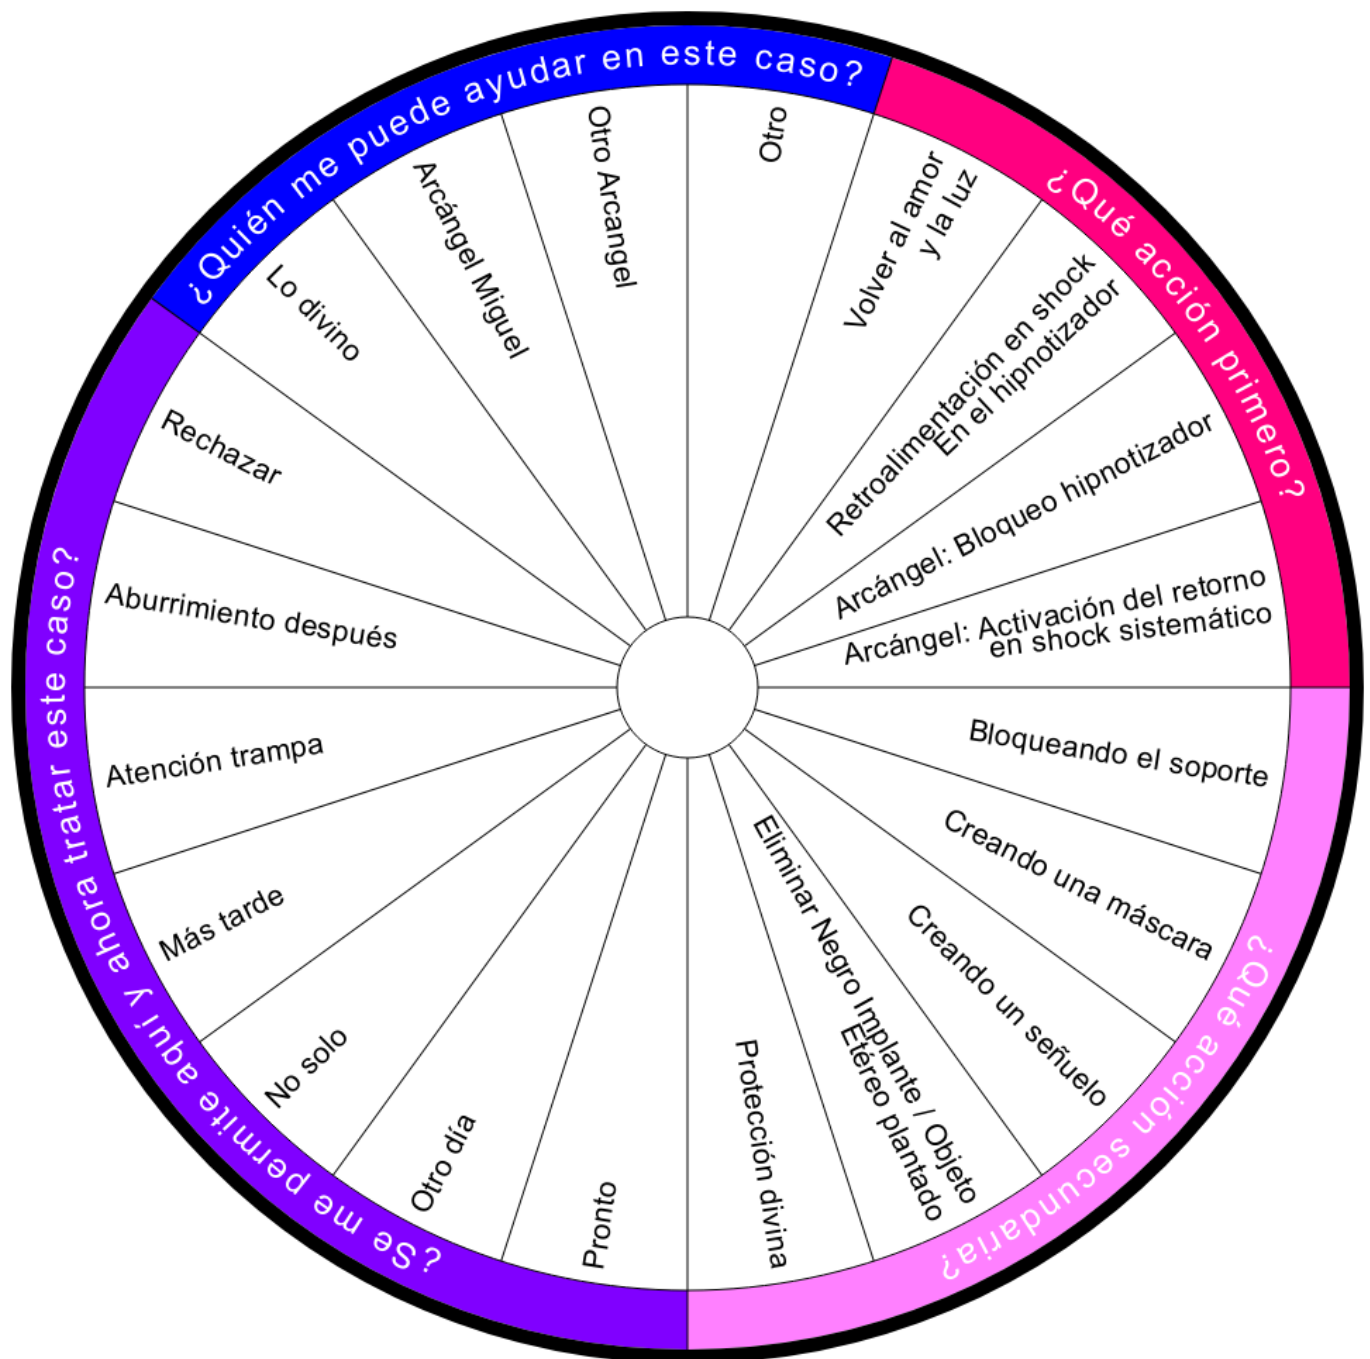 ¿Quién me puede ayudar en este caso?
Lo divino
Arcángel Miguel
Otro Arcangel
Otro
¿Qué acción primero?
Volver al amor
y la luz
Retroalimentación en shock
En el hipnotizador
Arcángel: Bloqueo hipnotizador
Arcángel: Activación del retorno
en shock sistemático
¿Qué acción secundaria?
Bloqueando el soporte
Creando una máscara
Creando un señuelo
Eliminar Negro Implante / Objeto
Etéreo plantado
Protección divina
¿Se me permite aquí y ahora tratar este caso?
Pronto
Otro día
No solo
Más tarde
Atención trampa
Aburrimiento después
Rechazar